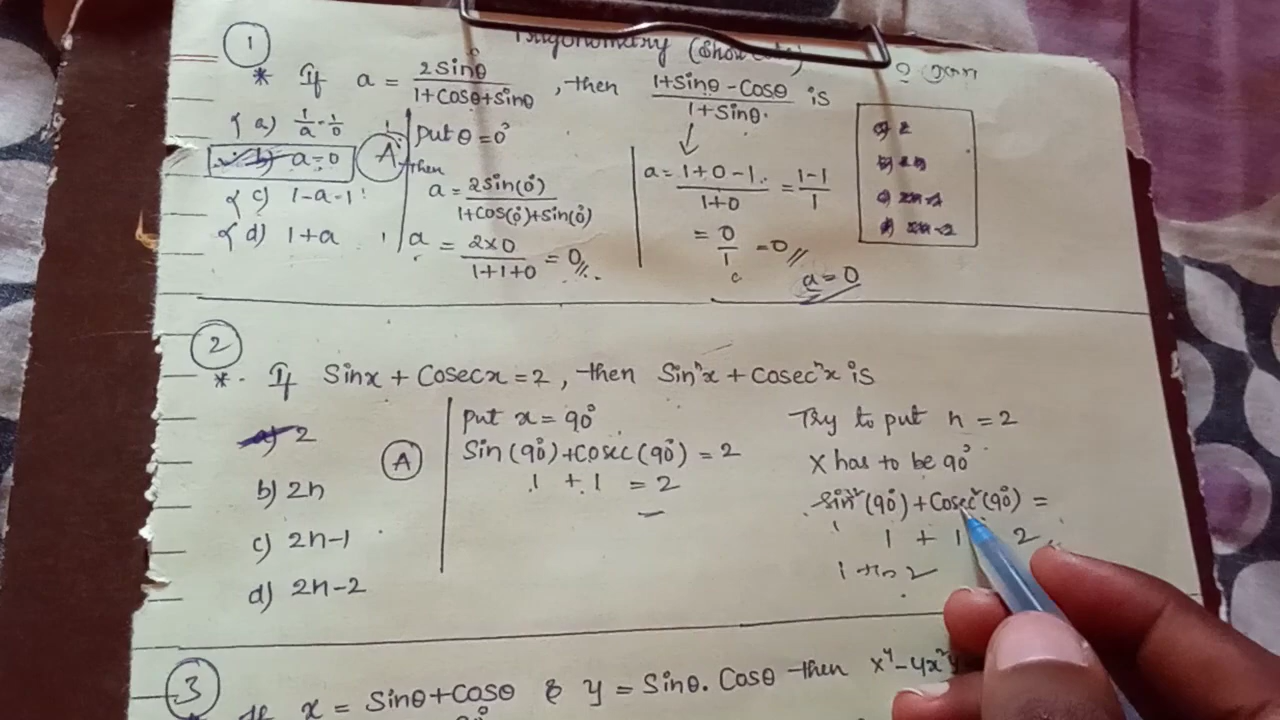 1
Trigonometry
* If a = 2Sinθ / 1+Cosθ+Sinθ , then 1+Sinθ-Cosθ / 1+Sinθ. is
a) 1/a - 1/0
b) a=0
c) 1-a-1
d) 1+a
A
Put θ=0°
then
a = 2Sin(0°) / 1+Cos(0°)+Sin(0°)
a = 2x0 / 1+1+0 = 0//.
a = 1+0-1 / 1+0 = 1-1 / 1
= 0/1 = 0//
a=0
2
*. If Sinx + Cosecx = 2, then Sinⁿx + Cosecⁿx is
a) 2
b) 2n
c) 2n-1
d) 2n-2
A
Put x = 90°
Sin(90°)+Cosec(90°) = 2
1 + 1 = 2
Try to put n = 2
x has to be 90°
Sin²(90°)+Cosec²(90°) =
1 + 1 2
3
* If x = Sinθ+Cosθ & y = Sinθ.Cosθ then x⁴-4x²y